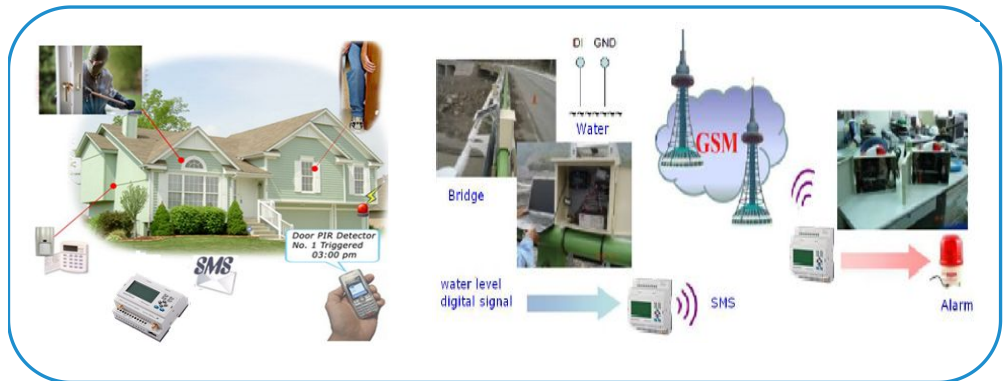 Door PIR Detector
No. 1 Triggered
03:00 pm
SMS
DI GND
Water
Bridge
GSM
water level
digital signal
SMS
Alarm